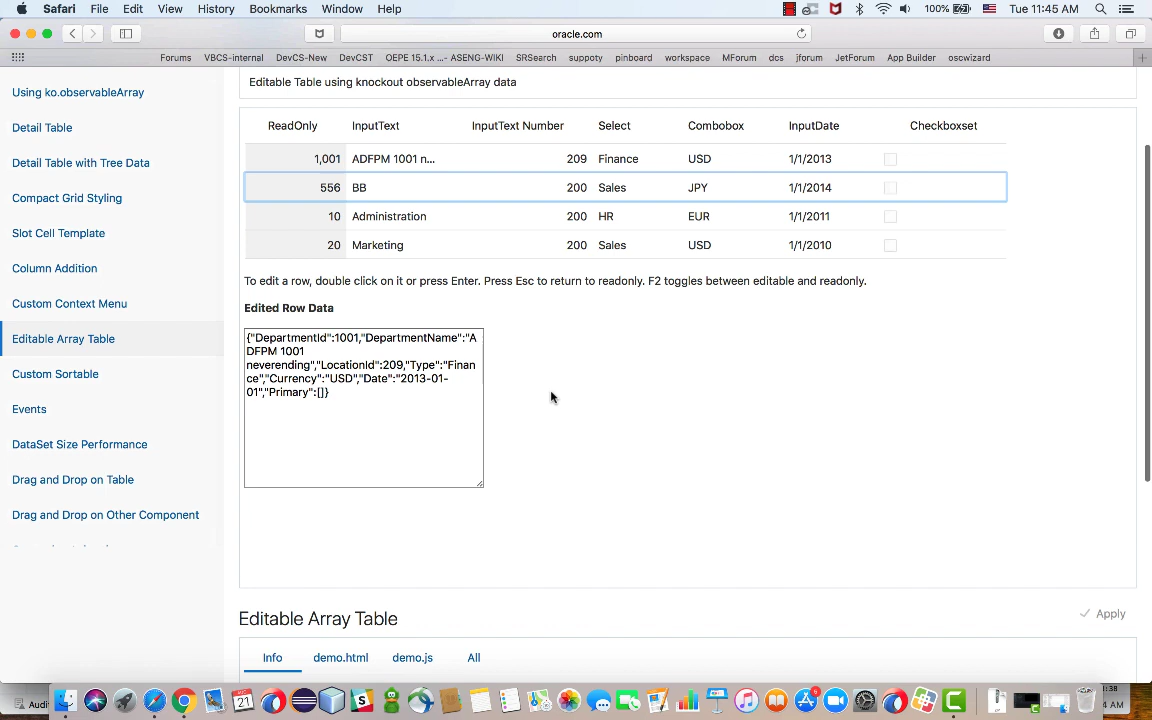 Safari File Edit View History Bookmarks Window Help 100% Tue 11:45 AM
oracle.com
Forums VBCS-internal DevCS-New DevCST OEPE 15.1.x ...- ASENG-WIKI SRSearch suppoty pinboard workspace MForum dcs jforum JetForum App Builder oscwizard
Editable Table using knockout observableArray data
Using ko.observableArray
Detail Table
Detail Table with Tree Data
Compact Grid Styling
Slot Cell Template
Column Addition
Custom Context Menu
Editable Array Table
Custom Sortable
Events
DataSet Size Performance
Drag and Drop on Table
Drag and Drop on Other Component
ReadOnly InputText InputText Number Select Combobox InputDate Checkboxset
1,001 ADFPM 1001 n... 209 Finance USD 1/1/2013
556 BB 200 Sales JPY 1/1/2014
10 Administration 200 HR EUR 1/1/2011
20 Marketing 200 Sales USD 1/1/2010
To edit a row, double click on it or press Enter. Press Esc to return to readonly. F2 toggles between editable and readonly.
Edited Row Data
{"DepartmentId":1001,"DepartmentName":"A
DFPM 1001
neverending","LocationId":209,"Type":"Finan
ce","Currency":"USD","Date":"2013-01-
01","Primary":[]}
Editable Array Table
Apply
Info demo.html demo.js All